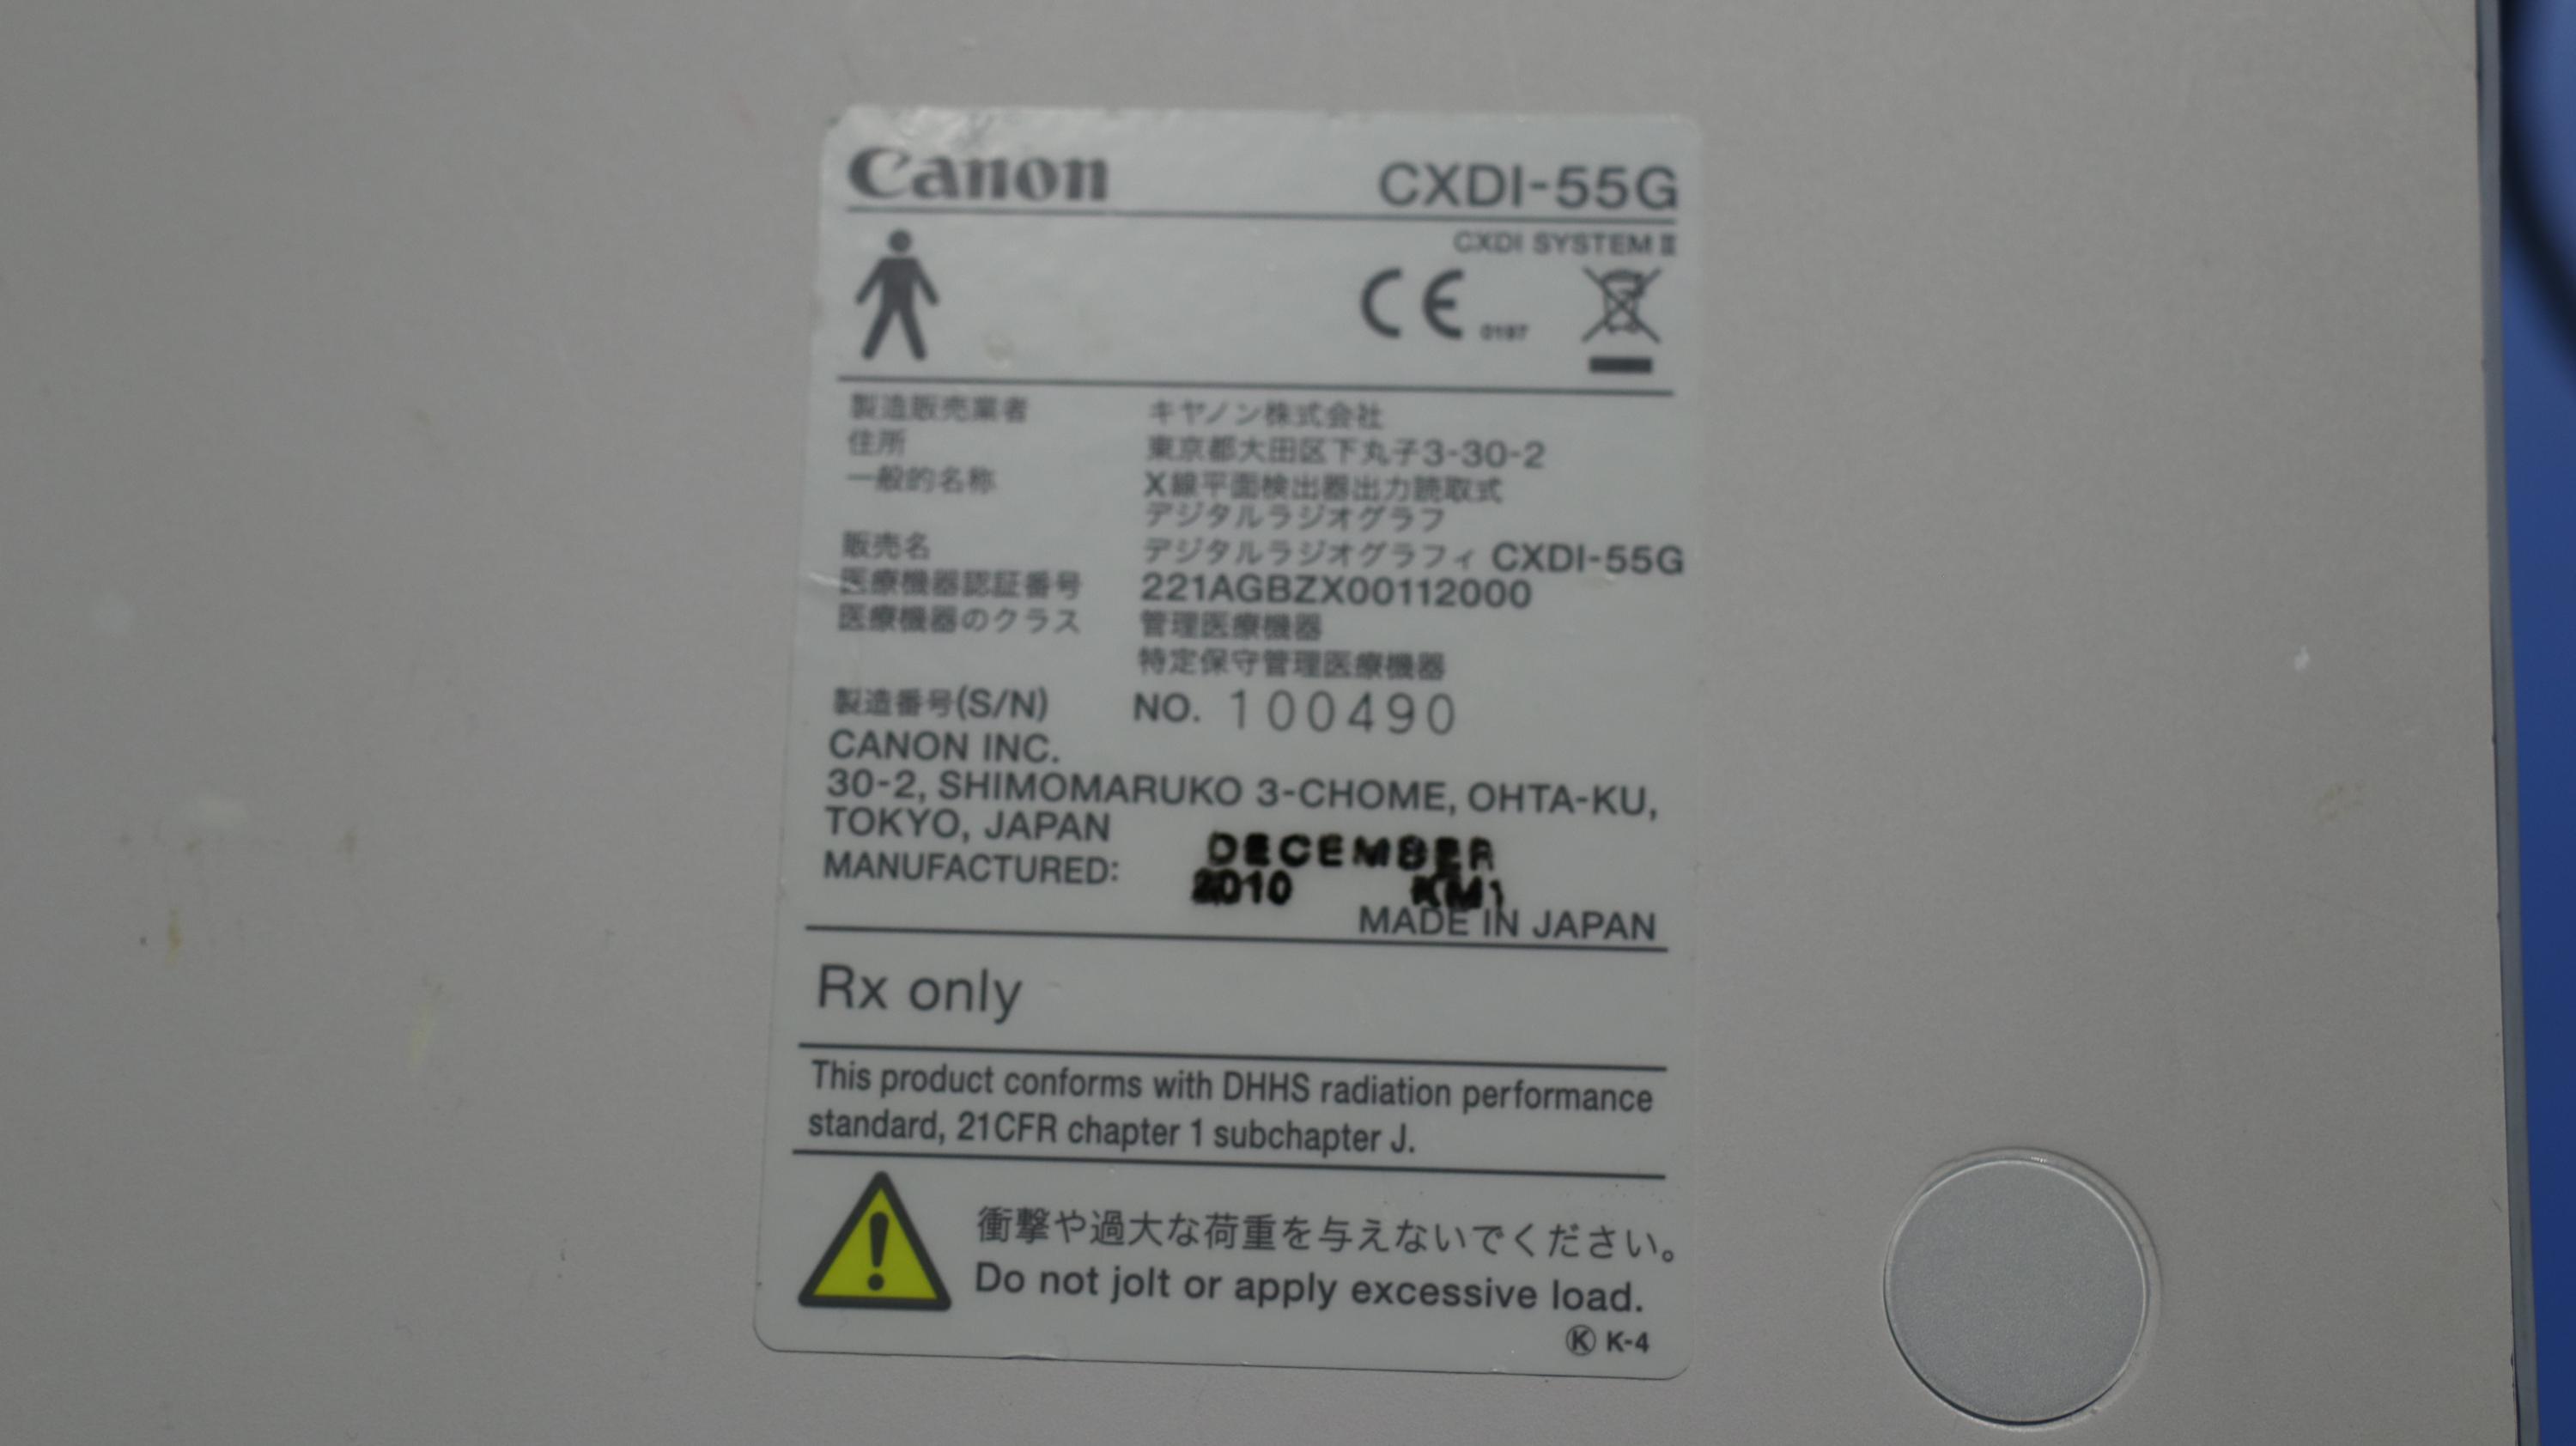 Canon CXDI-55G
CXDI SYSTEM II
CE 0197
製造販売業者 キヤノン株式会社
住所 東京都大田区下丸子3-30-2
一般的名称 X線平面検出器出力読取式
デジタルラジオグラフ
販売名 デジタルラジオグラフィ CXDI-55G
医療機器認証番号 221AGBZX00112000
医療機器のクラス 管理医療機器
特定保守管理医療機器
製造番号(S/N) NO. 100490
CANON INC.
30-2, SHIMOMARUKO 3-CHOME, OHTA-KU,
TOKYO, JAPAN
MANUFACTURED: DECEMBER
2010 KM1
MADE IN JAPAN
Rx only
This product conforms with DHHS radiation performance
standard, 21CFR chapter 1 subchapter J.
衝撃や過大な荷重を与えないでください。
Do not jolt or apply excessive load.
Ⓚ K-4